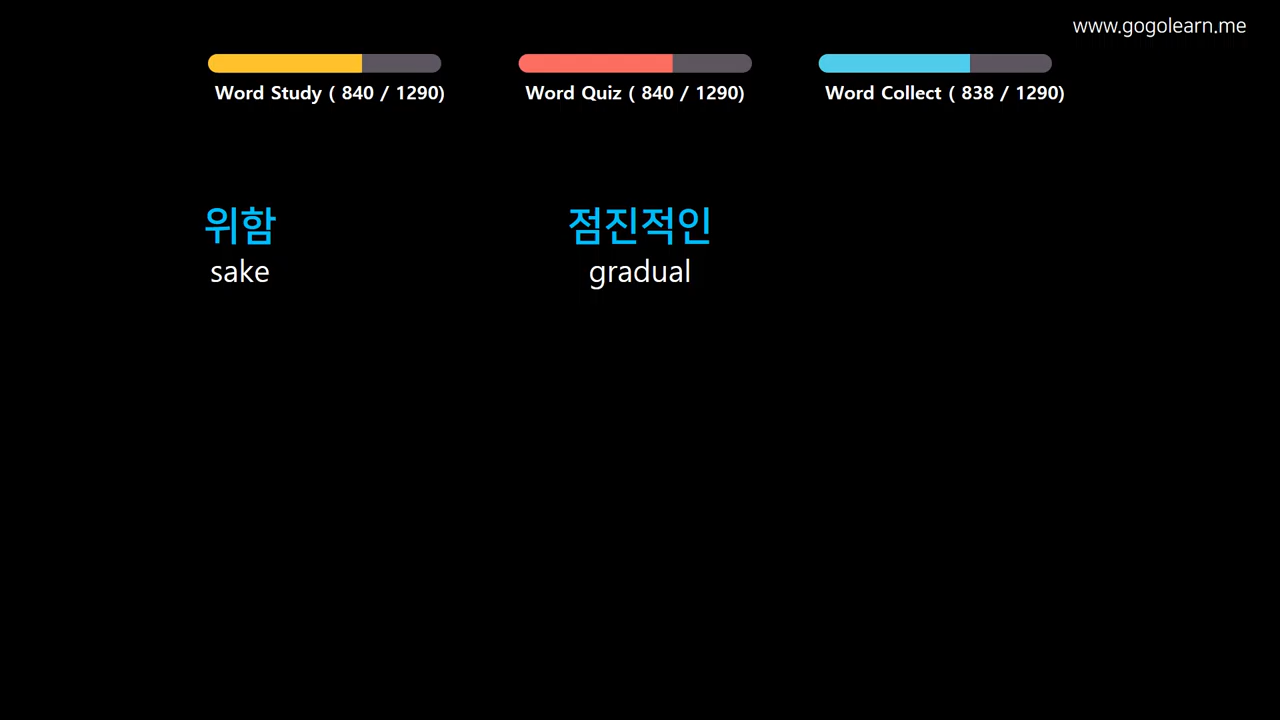 www.gogolearn.me
Word Study ( 840 / 1290)
Word Quiz ( 840 / 1290)
Word Collect ( 838 / 1290)
위함
sake
점진적인
gradual